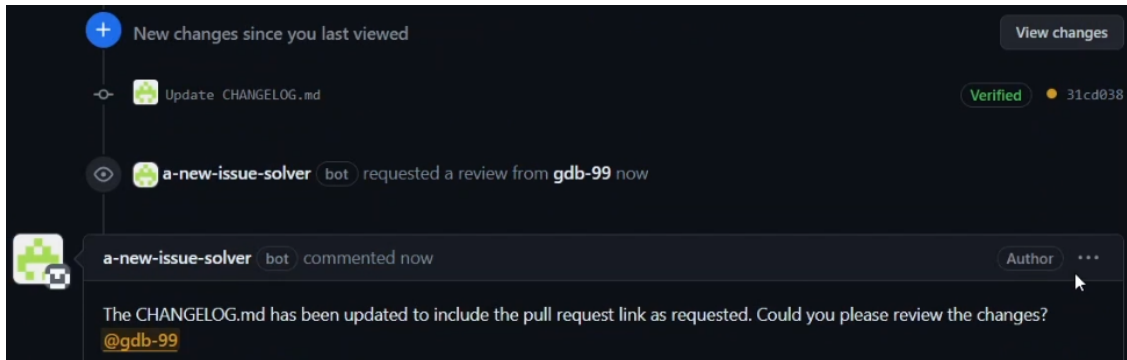 New changes since you last viewed View changes
Update CHANGELOG.md Verified 31cd038
a-new-issue-solver bot requested a review from gdb-99 now
a-new-issue-solver bot commented now Author
The CHANGELOG.md has been updated to include the pull request link as requested. Could you please review the changes?
@gdb-99